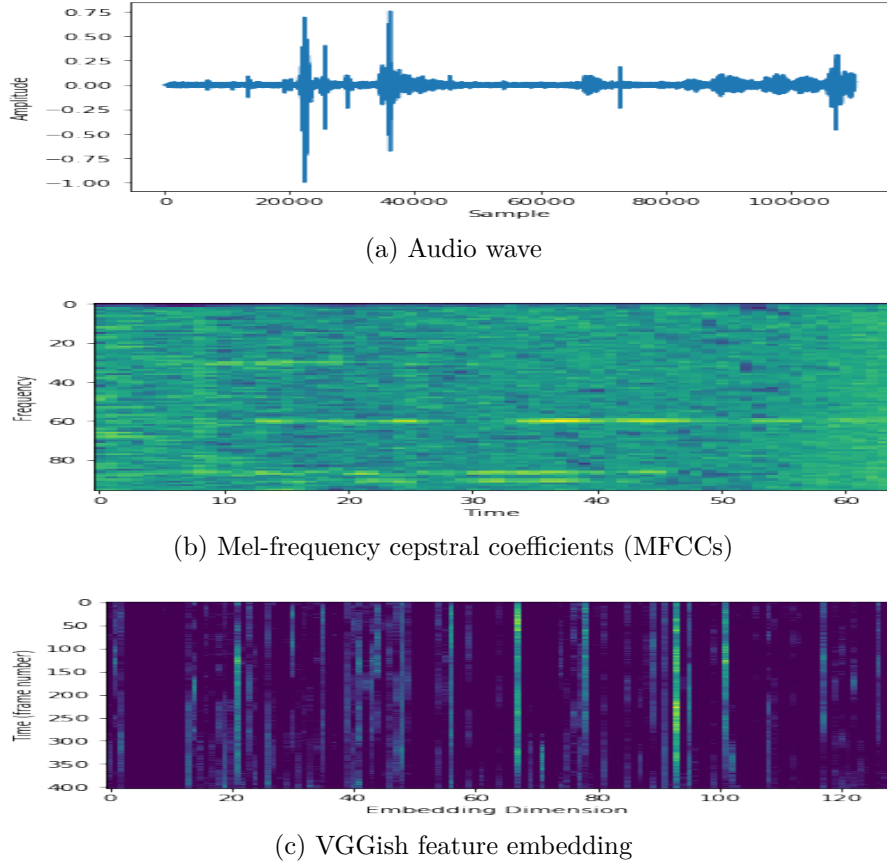 0.75
0.50
0.25
0.00
−0.25
−0.50
−0.75
−1.00
Amplitude
0 20000 40000 60000 80000 100000
Sample
(a) Audio wave
0
20
40
60
80
Frequency
0 10 20 30 40 50 60
Time
(b) Mel-frequency cepstral coefficients (MFCCs)
0
50
100
150
200
250
300
350
400
Time (frame number)
0 20 40 60 80 100 120
Embedding Dimension
(c) VGGish feature embedding